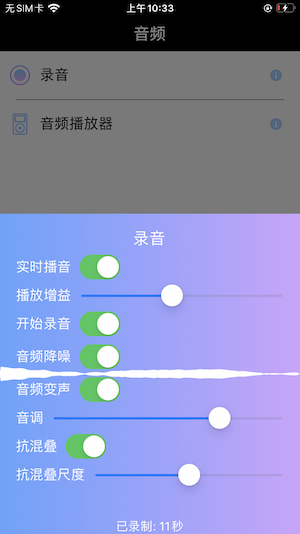 无SIM卡 上午10:33
音频
录音
音频播放器
录音
实时播音
播放增益
开始录音
音频降噪
音频变声
音调
抗混叠
抗混叠尺度
已录制: 11秒